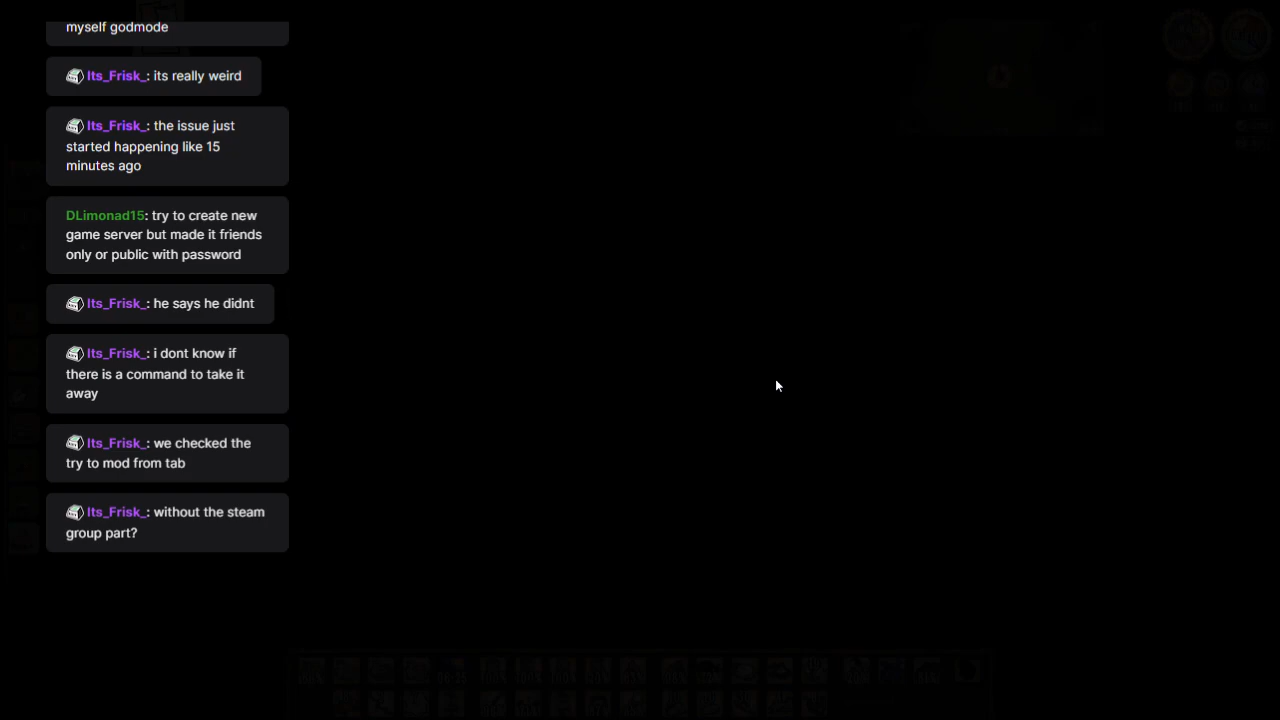 myself godmode
Its_Frisk_: its really weird
Its_Frisk_: the issue just
started happening like 15
minutes ago
DLimonad15: try to create new
game server but made it friends
only or public with password
Its_Frisk_: he says he didnt
Its_Frisk_: i dont know if
there is a command to take it
away
Its_Frisk_: we checked the
try to mod from tab
Its_Frisk_: without the steam
group part?